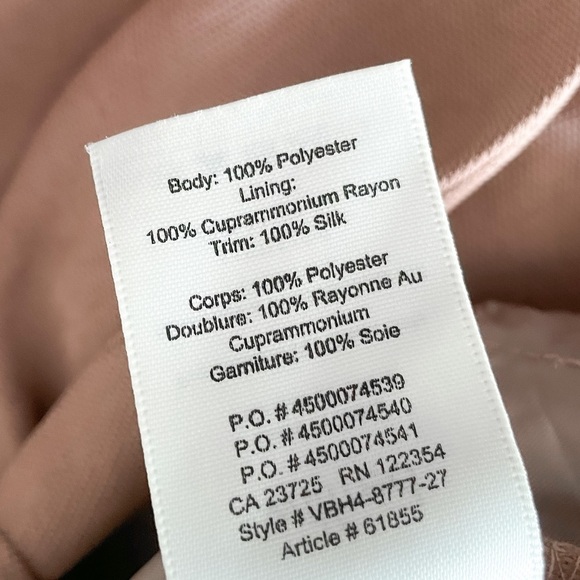 Body: 100% Polyester
Lining:
100% Cuprammonium Rayon
Trim: 100% Silk
Corps: 100% Polyester
Doublure: 100% Rayonne Au
Cuprammonium
Garniture: 100% Soie
P.O. # 4500074539
P.O. # 4500074540
P.O. # 4500074541
CA 23725 RN 122354
Style # VBH4-8777-27
Article # 61855